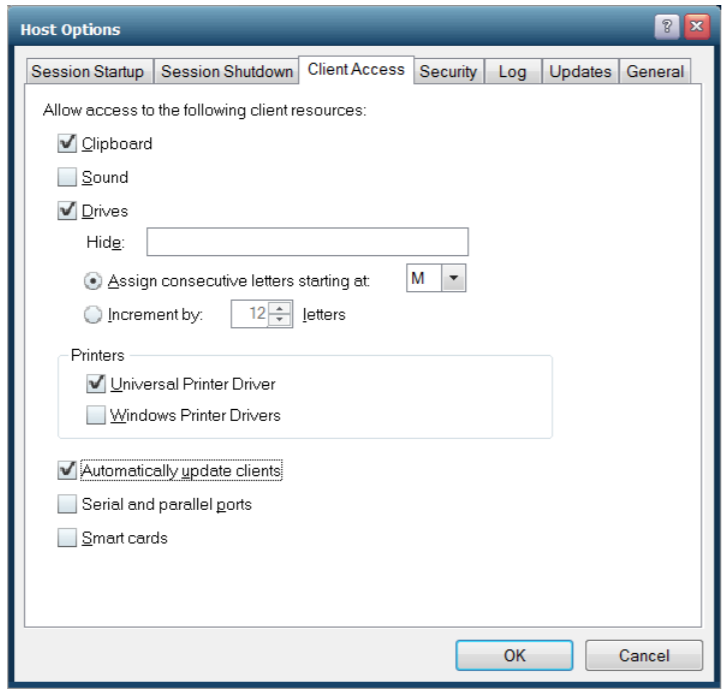 Host Options
?
Session Startup Session Shutdown Client Access Security Log Updates General
Allow access to the following client resources:
Clipboard
Sound
Drives
Hide:
Assign consecutive letters starting at: M
Increment by: 12 letters
Printers
Universal Printer Driver
Windows Printer Drivers
Automatically update clients
Serial and parallel ports
Smart cards
OK Cancel